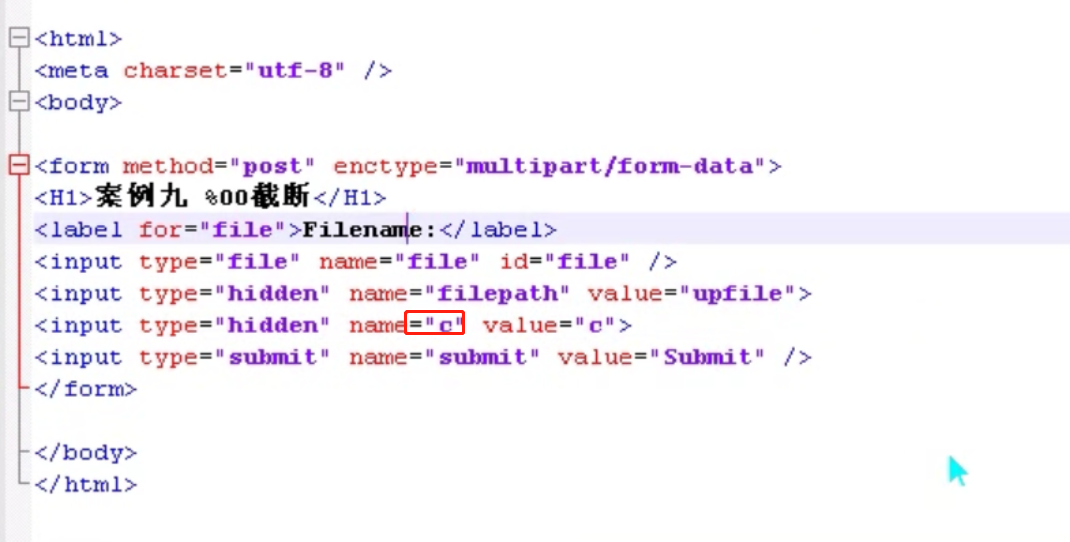 <html>
<meta charset="utf-8" />
<body>
<form method="post" enctype="multipart/form-data">
<H1>案例九 %00截断</H1>
<label for="file">Filename:</label>
<input type="file" name="file" id="file" />
<input type="hidden" name="filepath" value="upfile">
<input type="hidden" name="c" value="c">
<input type="submit" name="submit" value="Submit" />
</form>
</body>
</html>